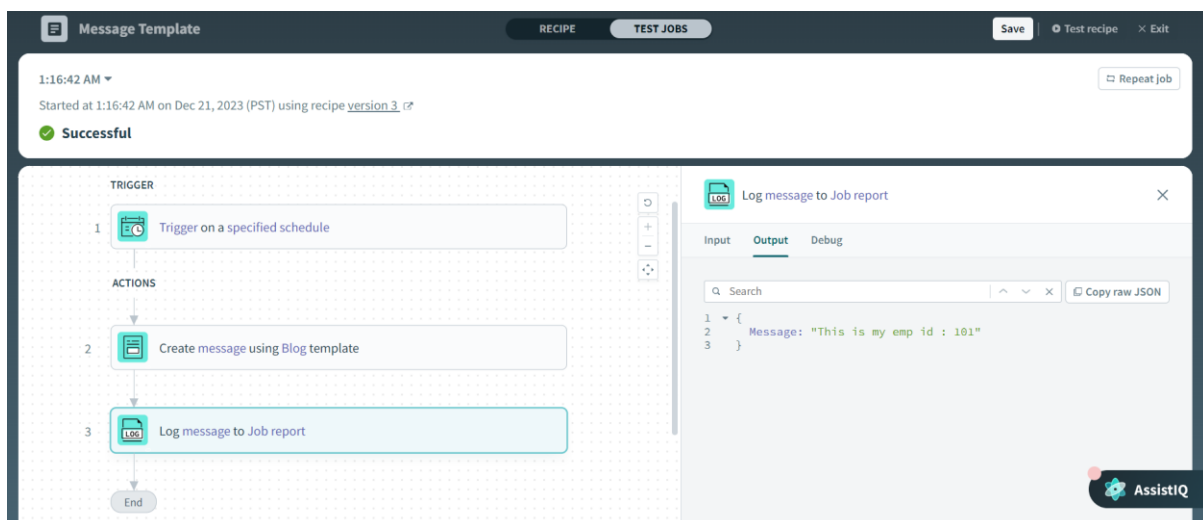 Message Template
RECIPE
TEST JOBS
Save
Test recipe
Exit
1:16:42 AM
Repeat job
Started at 1:16:42 AM on Dec 21, 2023 (PST) using recipe version 3
Successful
TRIGGER
1
Trigger on a specified schedule
ACTIONS
2
Create message using Blog template
3
LOG
Log message to Job report
End
LOG
Log message to Job report
Input
Output
Debug
Search
Copy raw JSON
1 {
2 Message: "This is my emp id : 101"
3 }
AssistIQ